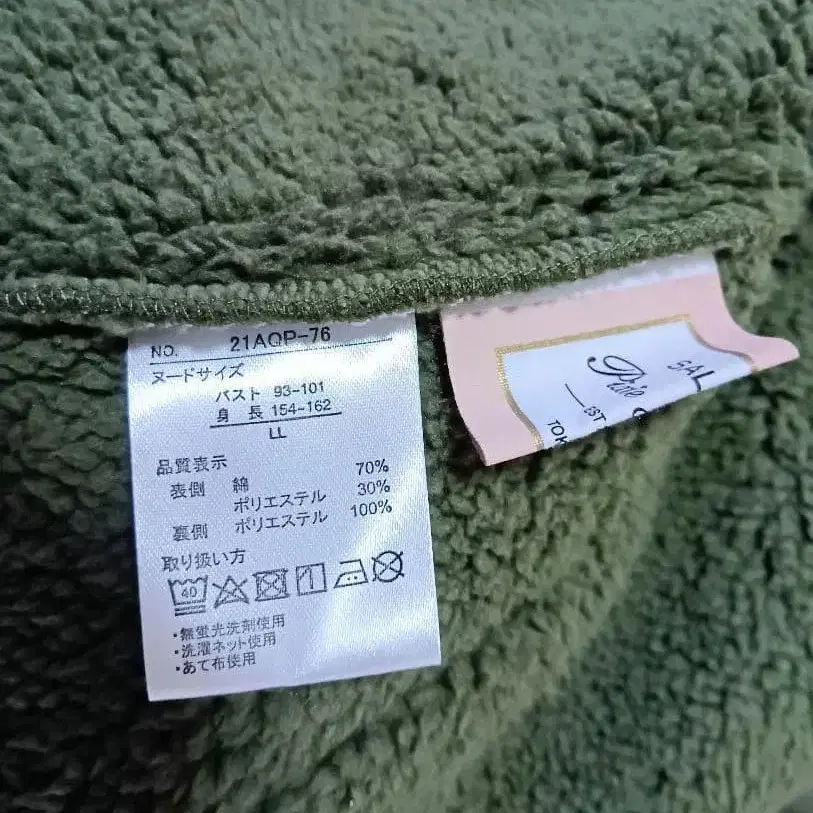 NO. 21AQP-76
ヌードサイズ
バスト 93-101
身 長 154-162
LL
品質表示
表側 綿 70%
ポリエステル 30%
裏側 ポリエステル 100%
取り扱い方
40
・無蛍光洗剤使用
・洗濯ネット使用
・あて布使用
SAL
EST
TOK